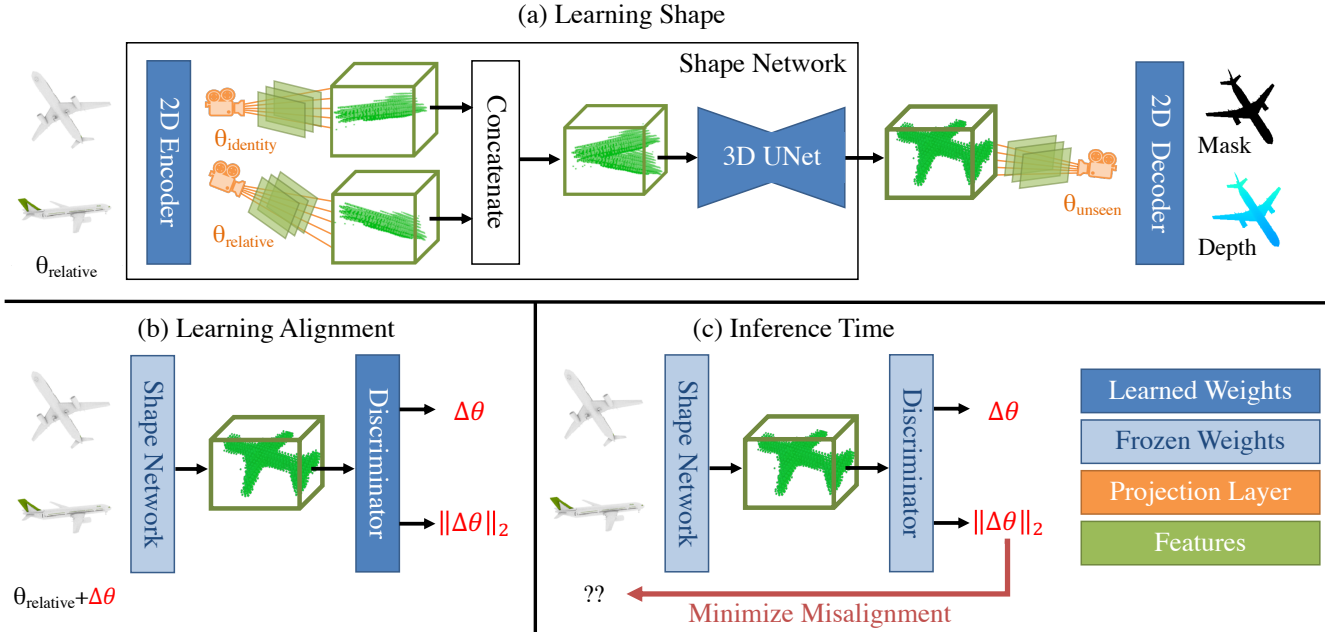 (a) Learning Shape
Shape Network
2D Encoder
θidentity
θrelative
Concatenate
3D UNet
θunseen
2D Decoder
Mask
Depth
θrelative
(b) Learning Alignment
Shape Network
Discriminator
Δθ
‖Δθ‖₂
θrelative+Δθ
(c) Inference Time
Shape Network
Discriminator
Δθ
‖Δθ‖₂
??
Minimize Misalignment
Learned Weights
Frozen Weights
Projection Layer
Features